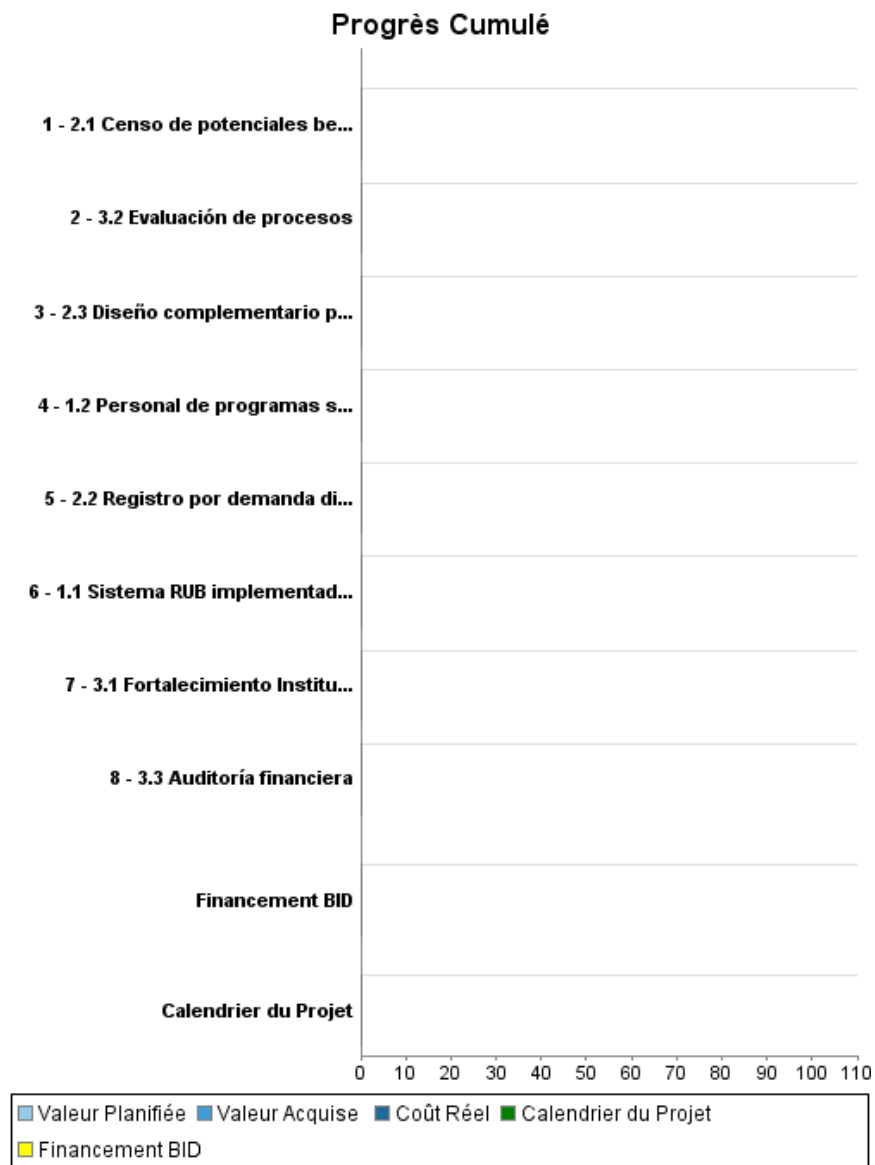 Progrès Cumulé
1 - 2.1 Censo de potenciales be...
2 - 3.2 Evaluación de procesos
3 - 2.3 Diseño complementario p...
4 - 1.2 Personal de programas s...
5 - 2.2 Registro por demanda di...
6 - 1.1 Sistema RUB implementad...
7 - 3.1 Fortalecimiento Institu...
8 - 3.3 Auditoría financiera
Financement BID
Calendrier du Projet
0 10 20 30 40 50 60 70 80 90 100 110
Valeur Planifiée Valeur Acquise Coût Réel Calendrier du Projet
Financement BID